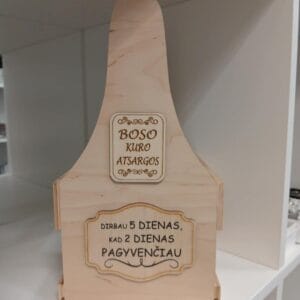 BOSO
KURO
ATSARGOS
DIRBAU 5 DIENAS,
KAD 2 DIENAS
PAGYVENČIAU